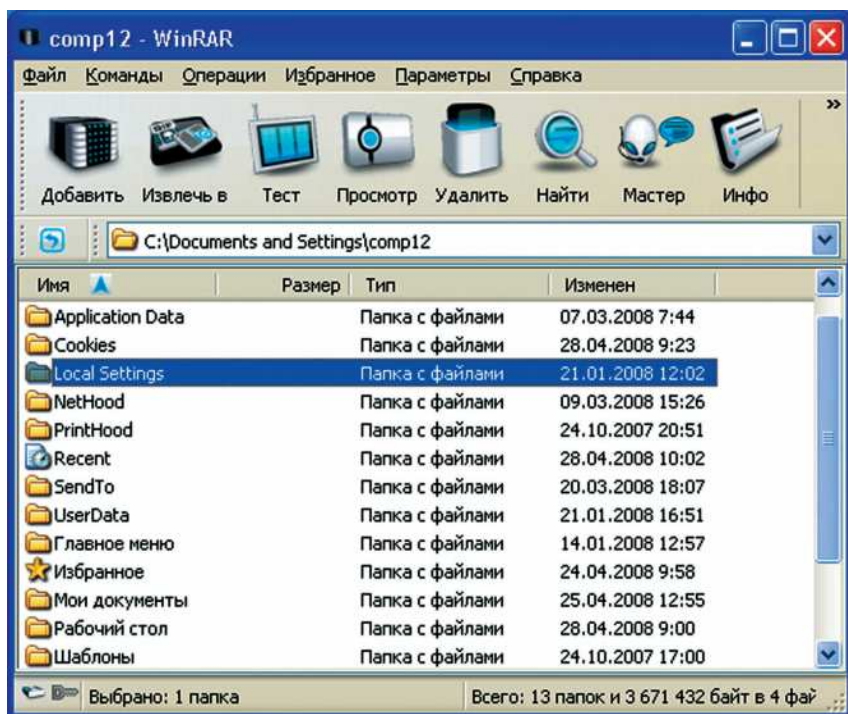 comp12 - WinRAR
Файл Команды Операции Избранное Параметры Справка
»
Добавить Извлечь в Тест Просмотр Удалить Найти Мастер Инфо
C:\Documents and Settings\comp12
Имя Размер Тип Изменен
Application Data Папка с файлами 07.03.2008 7:44
Cookies Папка с файлами 28.04.2008 9:23
Local Settings Папка с файлами 21.01.2008 12:02
NetHood Папка с файлами 09.03.2008 15:26
PrintHood Папка с файлами 24.10.2007 20:51
Recent Папка с файлами 28.04.2008 10:02
SendTo Папка с файлами 20.03.2008 18:07
UserData Папка с файлами 21.01.2008 16:51
Главное меню Папка с файлами 14.01.2008 12:57
Избранное Папка с файлами 24.04.2008 9:58
Мои документы Папка с файлами 25.04.2008 12:55
Рабочий стол Папка с файлами 28.04.2008 9:00
Шаблоны Папка с файлами 24.10.2007 17:00
Выбрано: 1 папка Всего: 13 папок и 3 671 432 байт в 4 фай